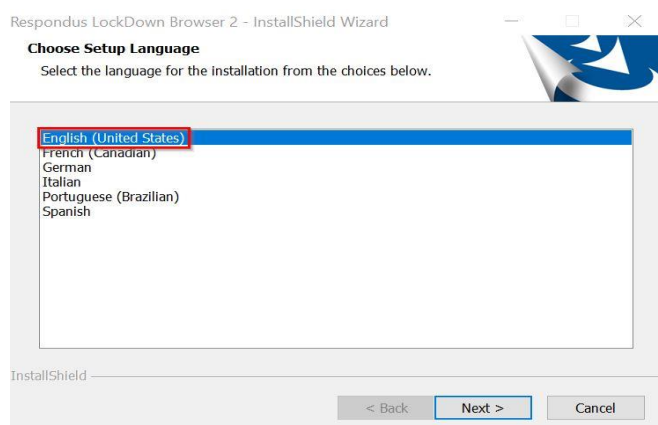 Respondus LockDown Browser 2 - InstallShield Wizard
Choose Setup Language
Select the language for the installation from the choices below.
English (United States)
French (Canadian)
German
Italian
Portuguese (Brazilian)
Spanish
InstallShield
< Back Next > Cancel